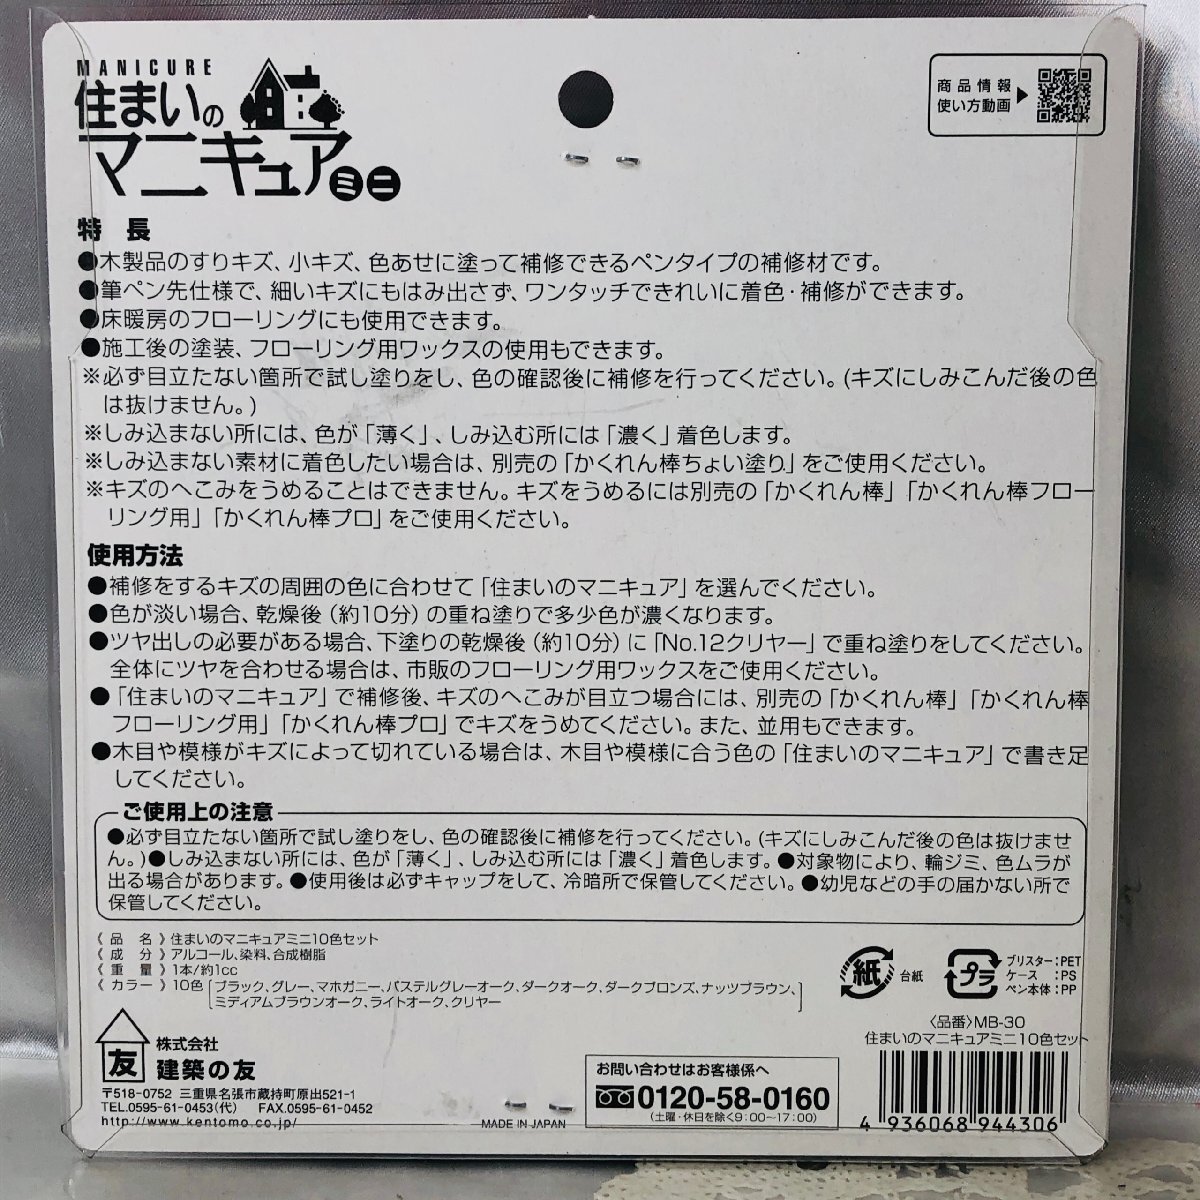 MANICURE
住まいの
マニキュアミニ
商品情報
使い方動画
特長
●木製品のすりキズ、小キズ、色あせに塗って補修できるペンタイプの補修材です。
●筆ペン先仕様で、細いキズにもはみ出さず、ワンタッチできれいに着色・補修ができます。
●床暖房のフローリングにも使用できます。
●施工後の塗装、フローリング用ワックスの使用もできます。
※必ず目立たない箇所で試し塗りをし、色の確認後に補修を行ってください。(キズにしみこんだ後の色
は抜けません。)
※しみ込まない所には、色が「薄く」、しみ込む所には「濃く」着色します。
※しみ込まない素材に着色したい場合は、別売の「かくれん棒ちょい塗り」をご使用ください。
※キズのへこみをうめることはできません。キズをうめるには別売の「かくれん棒」「かくれん棒フロー
リング用」「かくれん棒プロ」をご使用ください。
使用方法
●補修をするキズの周囲の色に合わせて「住まいのマニキュア」を選んでください。
●色が淡い場合、乾燥後（約10分）の重ね塗りで多少色が濃くなります。
●ツヤ出しの必要がある場合、下塗りの乾燥後（約10分）に「No.12クリヤー」で重ね塗りをしてください。
全体にツヤを合わせる場合は、市販のフローリング用ワックスをご使用ください。
●「住まいのマニキュア」で補修後、キズのへこみが目立つ場合には、別売の「かくれん棒」「かくれん棒
フローリング用」「かくれん棒プロ」でキズをうめてください。また、並用もできます。
●木目や模様がキズによって切れている場合は、木目や模様に合う色の「住まいのマニキュア」で書き足
してください。
ご使用上の注意
●必ず目立たない箇所で試し塗りをし、色の確認後に補修を行ってください。(キズにしみこんだ後の色は抜けませ
ん。)●しみ込まない所には、色が「薄く」、しみ込む所には「濃く」着色します。●対象物により、輪ジミ、色ムラが
出る場合があります。●使用後は必ずキャップをして、冷暗所で保管してください。●幼児などの手の届かない所で
保管してください。
《品名》住まいのマニキュアミニ10色セット
《成分》アルコール、染料、合成樹脂
《重量》1本/約1cc
《カラー》10色[ブラック、グレー、マホガニー、パステルグレーオーク、ダークオーク、ダークブロンズ、ナッツブラウン、
ミディアムブラウンオーク、ライトオーク、クリヤー]
紙 台紙
プラ
ブリスター:PET
ケース:PS
ペン本体:PP
〈品番〉MB-30
住まいのマニキュアミニ10色セット
4 936068 944306
友
株式会社
建築の友
〒518-0752 三重県名張市蔵持町原出521-1
TEL.0595-61-0453(代) FAX.0595-61-0452
http://www.kentomo.co.jp/
MADE IN JAPAN
お問い合わせはお客様係へ
0120-58-0160
(土曜・休日を除く9:00〜17:00)